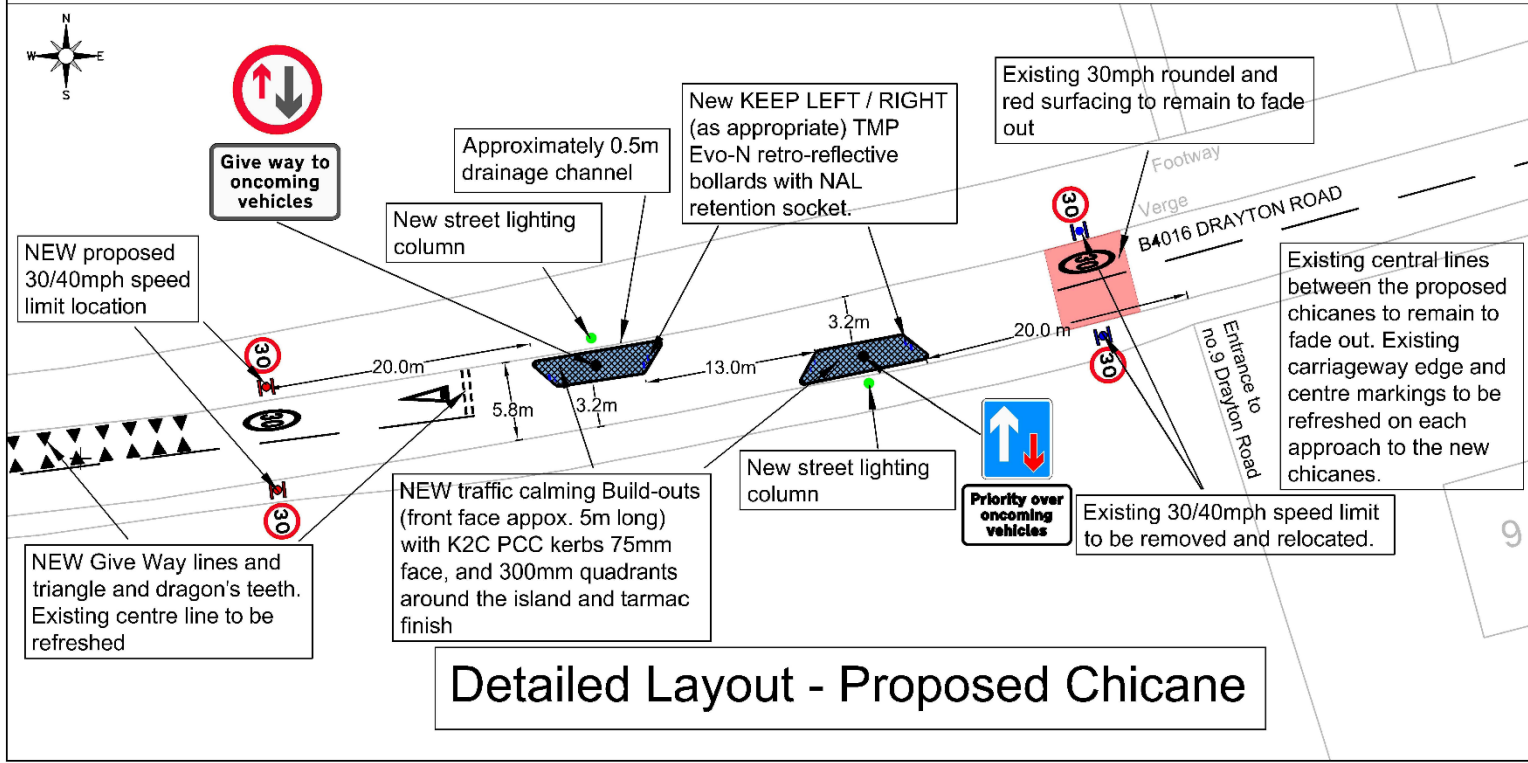 N
W
E
S
Give way to
oncoming
vehicles
Approximately 0.5m
drainage channel
New street lighting
column
New KEEP LEFT / RIGHT
(as appropriate) TMP
Evo-N retro-reflective
bollards with NAL
retention socket.
Existing 30mph roundel and
red surfacing to remain to fade
out
Footway
Verge
B4016 DRAYTON ROAD
30
30
30
NEW proposed
30/40mph speed
limit location
30
30
30
20.0m
5.8m
3.2m
13.0m
3.2m
20.0 m
Entrance to
no.9 Drayton Road
Existing central lines
between the proposed
chicanes to remain to
fade out. Existing
carriageway edge and
centre markings to be
refreshed on each
approach to the new
chicanes.
NEW Give Way lines and
triangle and dragon's teeth.
Existing centre line to be
refreshed
NEW traffic calming Build-outs
(front face appox. 5m long)
with K2C PCC kerbs 75mm
face, and 300mm quadrants
around the island and tarmac
finish
New street lighting
column
Priority over
oncoming
vehicles
Existing 30/40mph speed limit
to be removed and relocated.
9
Detailed Layout - Proposed Chicane